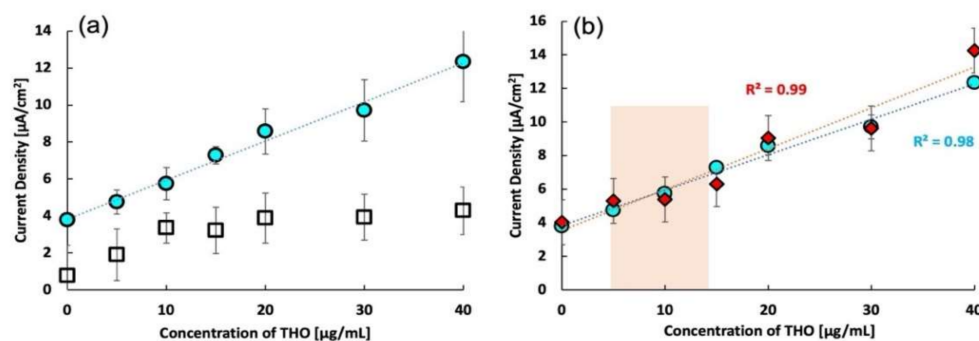 (a)
Current Density [µA/cm²]
14
12
10
8
6
4
2
0
0 10 20 30 40
Concentration of THO [µg/mL]
(b)
Current Density [µA/cm²]
16
14
12
10
8
6
4
2
0
R² = 0.99
R² = 0.98
0 10 20 30 40
Concentration of THO [µg/mL]